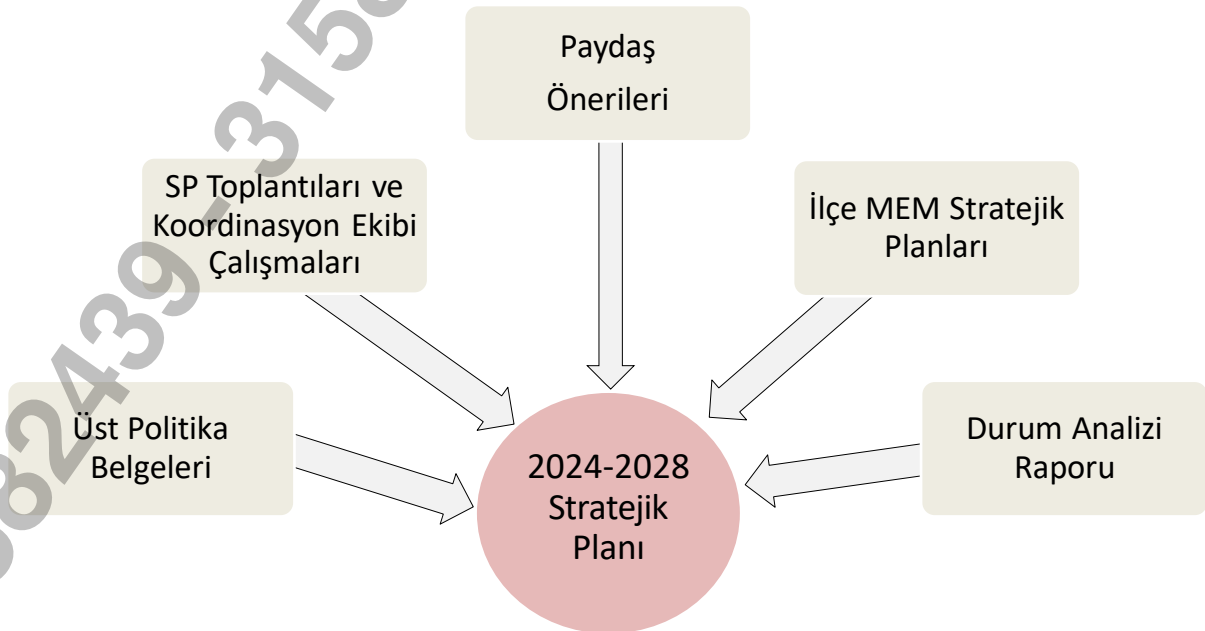 Paydaş
Önerileri
SP Toplantıları ve
Koordinasyon Ekibi
Çalışmaları
İlçe MEM Stratejik
Planları
Üst Politika
Belgeleri
2024-2028
Stratejik
Planı
Durum Analizi
Raporu